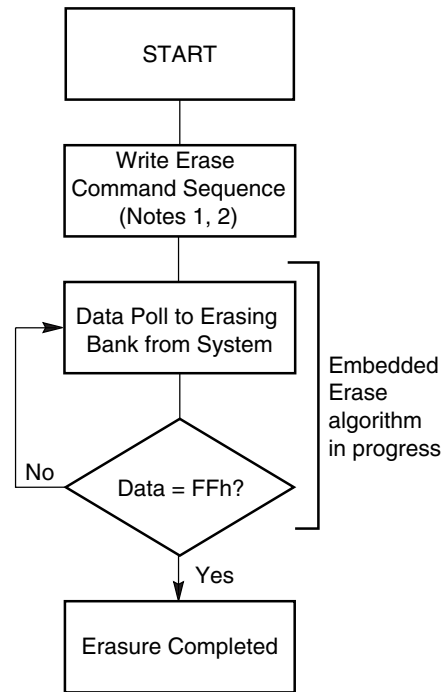 START
Write Erase
Command Sequence
(Notes 1, 2)
Data Poll to Erasing
Bank from System
Embedded
Erase
algorithm
in progress
No
Data = FFh?
Yes
Erasure Completed